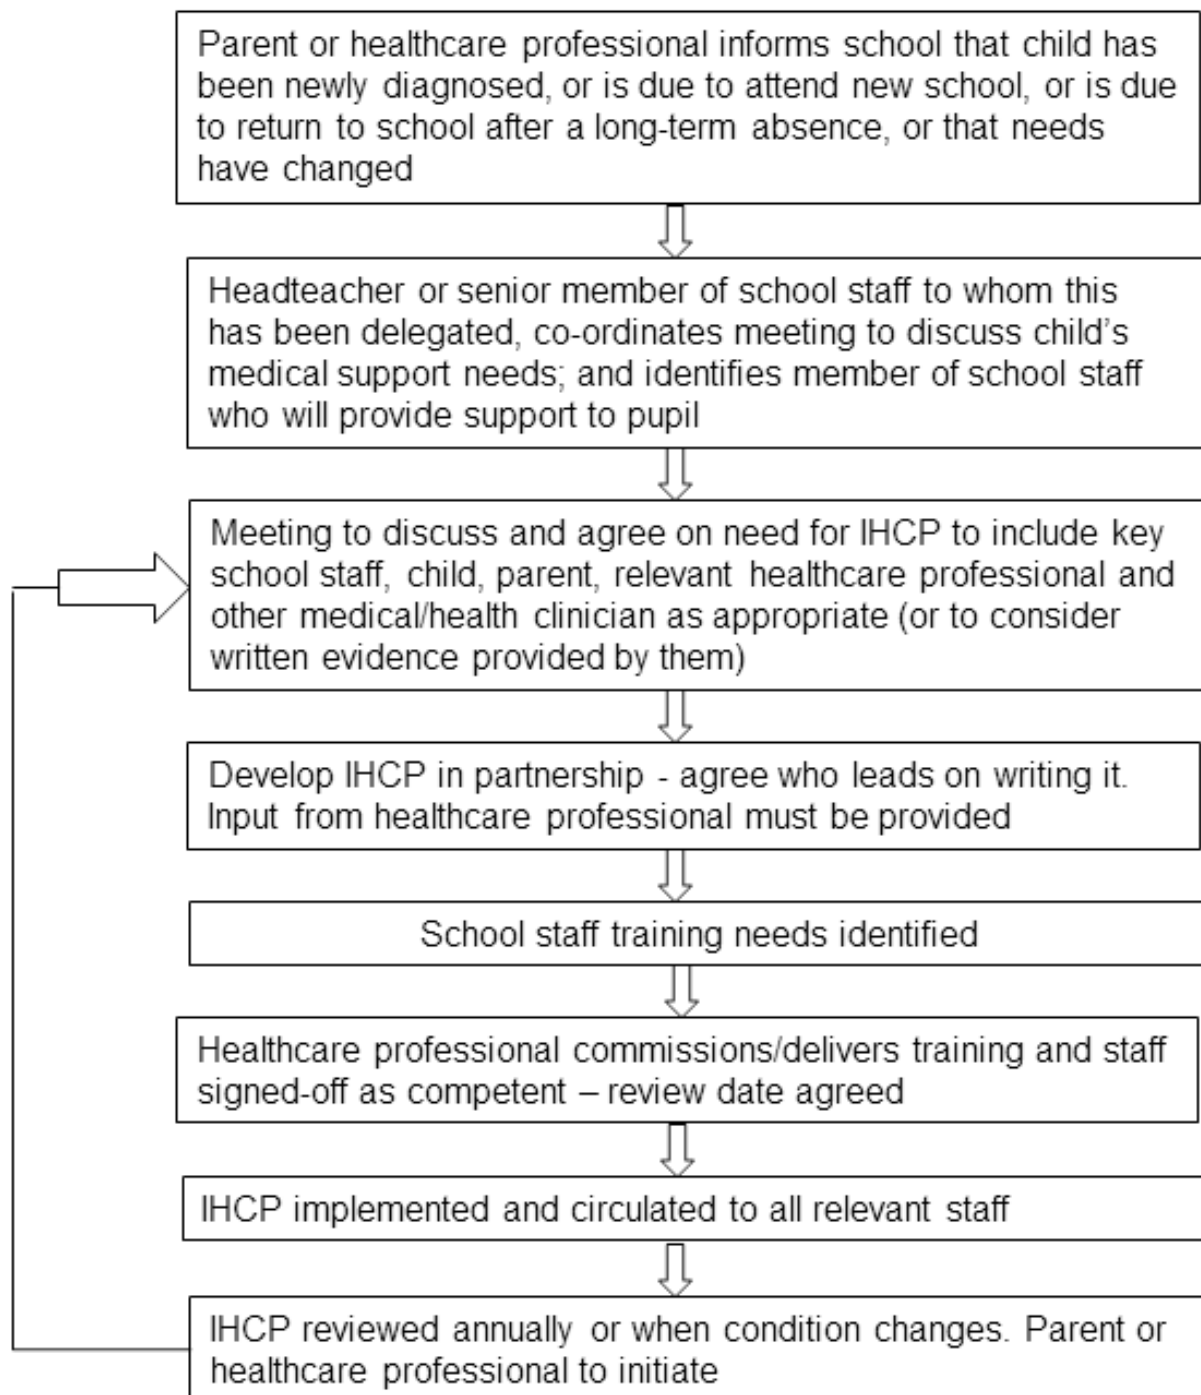 Parent or healthcare professional informs school that child has
been newly diagnosed, or is due to attend new school, or is due
to return to school after a long-term absence, or that needs
have changed
Headteacher or senior member of school staff to whom this
has been delegated, co-ordinates meeting to discuss child's
medical support needs; and identifies member of school staff
who will provide support to pupil
Meeting to discuss and agree on need for IHCP to include key
school staff, child, parent, relevant healthcare professional and
other medical/health clinician as appropriate (or to consider
written evidence provided by them)
Develop IHCP in partnership - agree who leads on writing it.
Input from healthcare professional must be provided
School staff training needs identified
Healthcare professional commissions/delivers training and staff
signed-off as competent – review date agreed
IHCP implemented and circulated to all relevant staff
IHCP reviewed annually or when condition changes. Parent or
healthcare professional to initiate